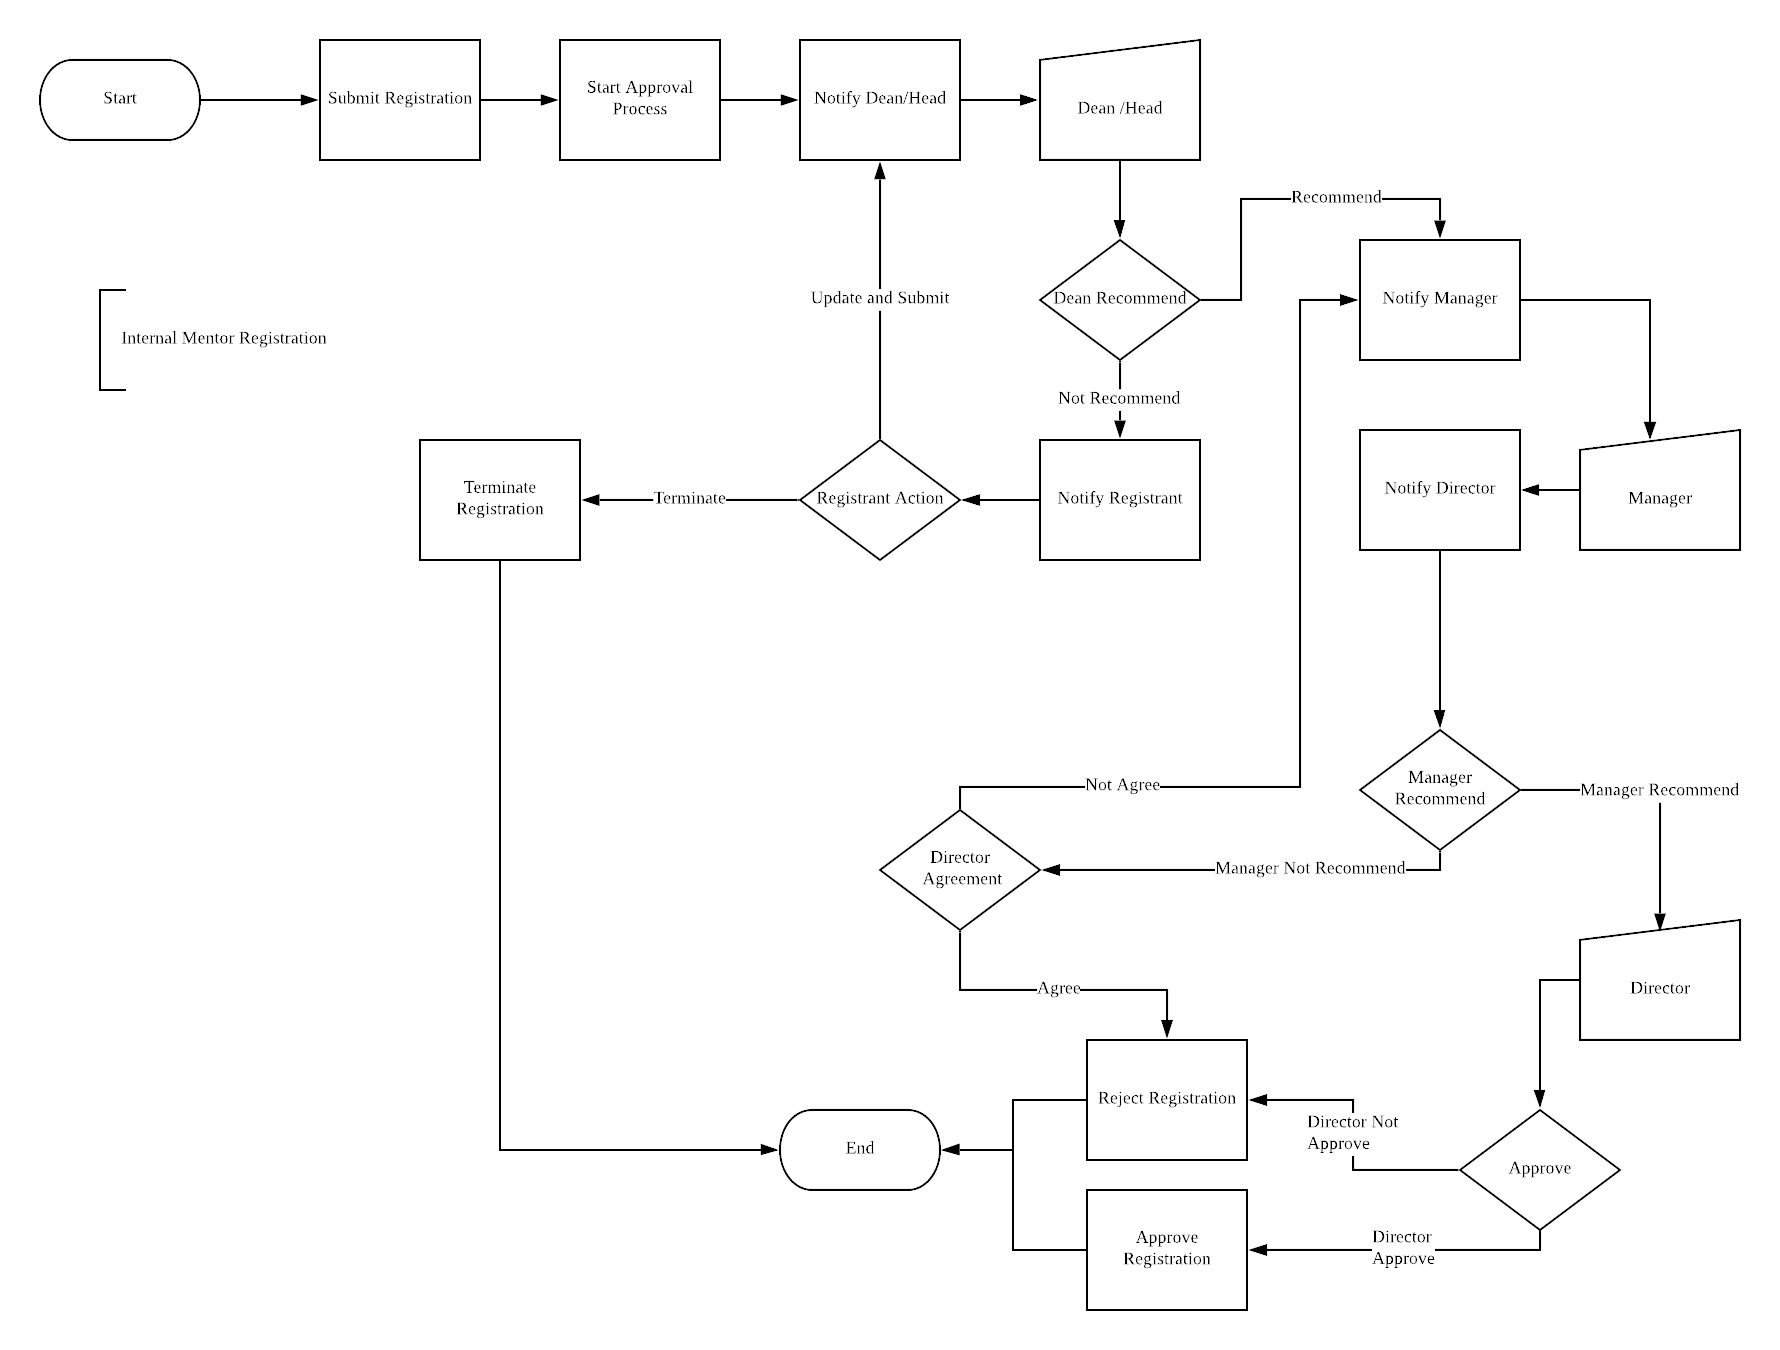 Start
Submit Registration
Start Approval
Process
Notify Dean/Head
Dean /Head
Recommend
Dean Recommend
Notify Manager
Update and Submit
Internal Mentor Registration
Not Recommend
Terminate
Registration
Terminate
Registrant Action
Notify Registrant
Notify Director
Manager
Not Agree
Manager
Recommend
Manager Recommend
Director
Agreement
Manager Not Recommend
Agree
Director
Reject Registration
Director Not
Approve
End
Approve
Approve
Registration
Director
Approve